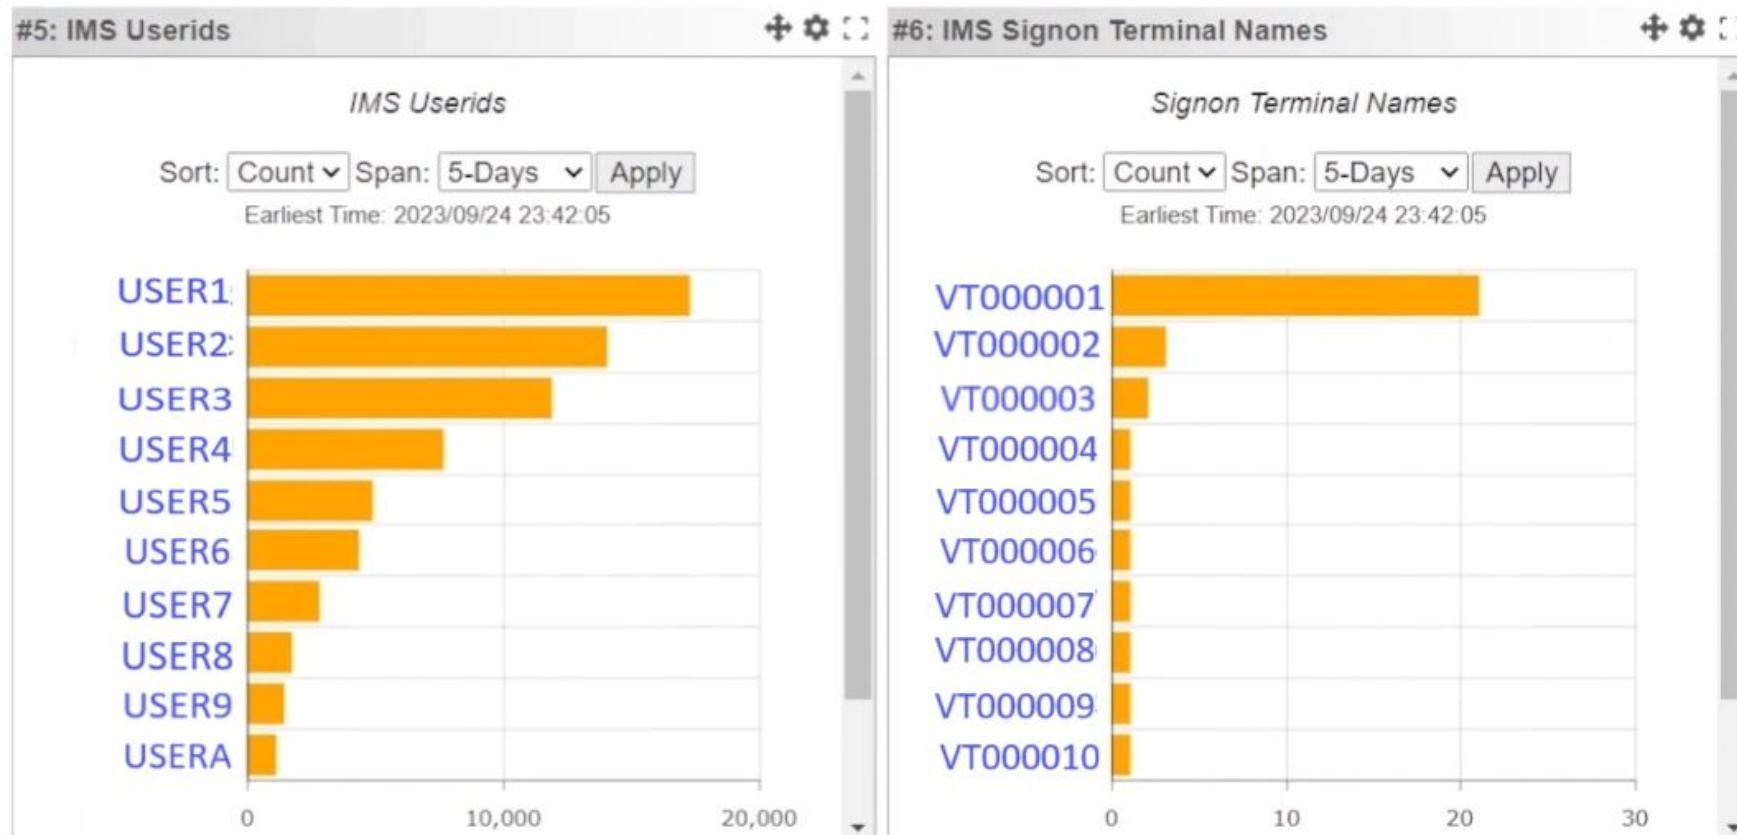 #5: IMS Userids
IMS Userids
Sort: Count Span: 5-Days Apply
Earliest Time: 2023/09/24 23:42:05
USER1
USER2
USER3
USER4
USER5
USER6
USER7
USER8
USER9
USERA
0 10,000 20,000
#6: IMS Signon Terminal Names
Signon Terminal Names
Sort: Count Span: 5-Days Apply
Earliest Time: 2023/09/24 23:42:05
VT000001
VT000002
VT000003
VT000004
VT000005
VT000006
VT000007
VT000008
VT000009
VT000010
0 10 20 30